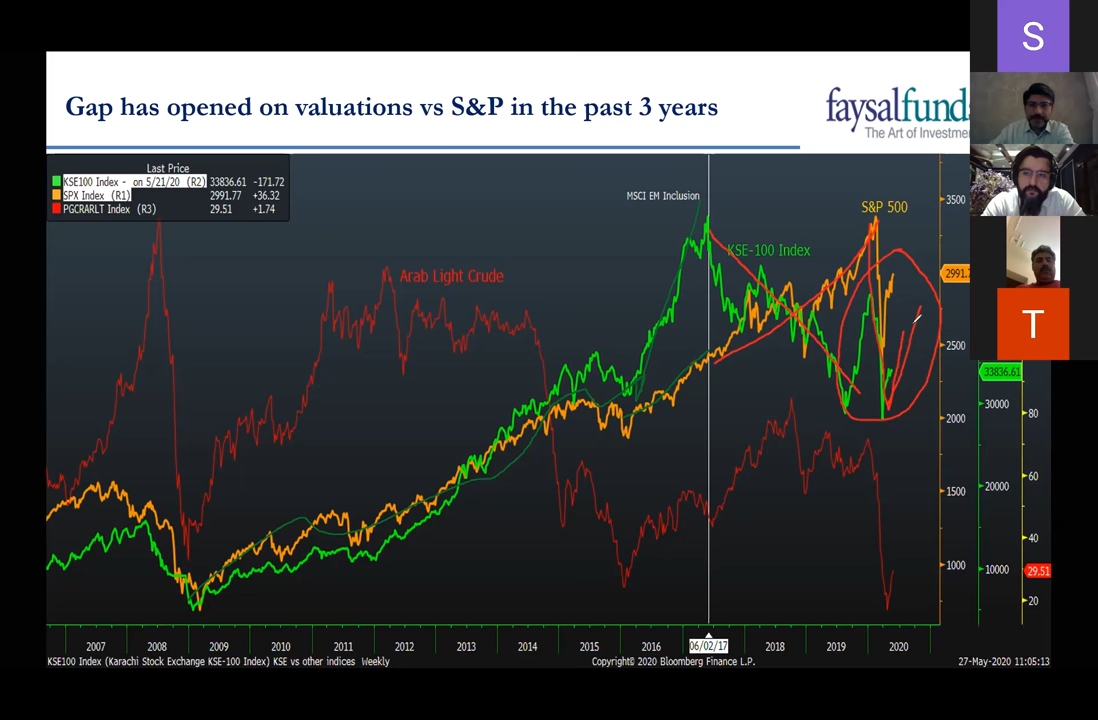 S
Gap has opened on valuations vs S&P in the past 3 years
faysalfund
The Art of Investme
Last Price
KSE100 Index - on 5/21/20 (R2) 33836.61 -171.72
SPX Index (R1) 2991.77 +36.32
PGCRARLT Index (R3) 29.51 +1.74
MSCI EM Inclusion
S&P 500
3500
KSE-100 Index
Arab Light Crude
2991.7
T
2500
33836.61
30000
80
2000
60
20000
1500
40
1000
10000
29.51
20
2007 2008 2009 2010 2011 2012 2013 2014 2015 2016 06/02/17 2018 2019 2020
KSE100 Index (Karachi Stock Exchange KSE-100 Index) KSE vs other indices Weekly Copyright© 2020 Bloomberg Finance L.P. 27-May-2020 11:05:13